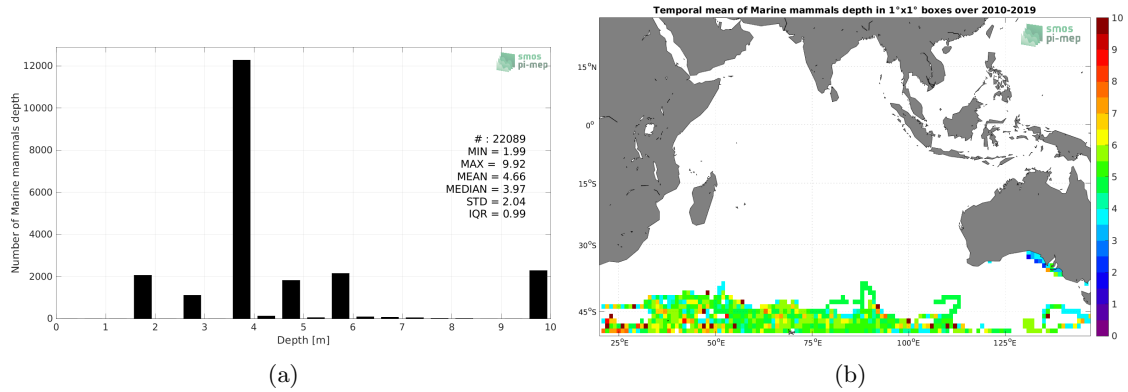 smos
pi-mep
12000
10000
8000
6000
4000
2000
0
Number of Marine mammals depth
# : 22089
MIN = 1.99
MAX = 9.92
MEAN = 4.66
MEDIAN = 3.97
STD = 2.04
IQR = 0.99
0 1 2 3 4 5 6 7 8 9 10
Depth [m]
(a)
Temporal mean of Marine mammals depth in 1°x1° boxes over 2010-2019
smos
pi-mep
15°N
0°
15°S
30°S
45°S
25°E 50°E 75°E 100°E 125°E
10
9
8
7
6
5
4
3
2
1
0
(b)